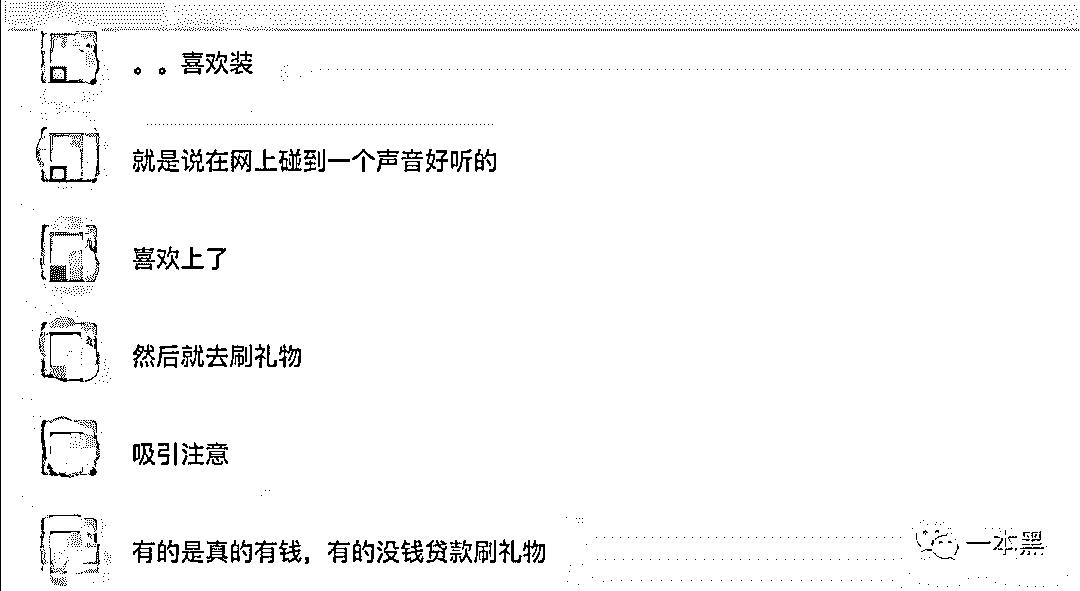 。。喜欢装
就是说在网上碰到一个声音好听的
喜欢上了
然后就去刷礼物
吸引注意
有的是真的有钱，有的没钱贷款刷礼物
一本黑